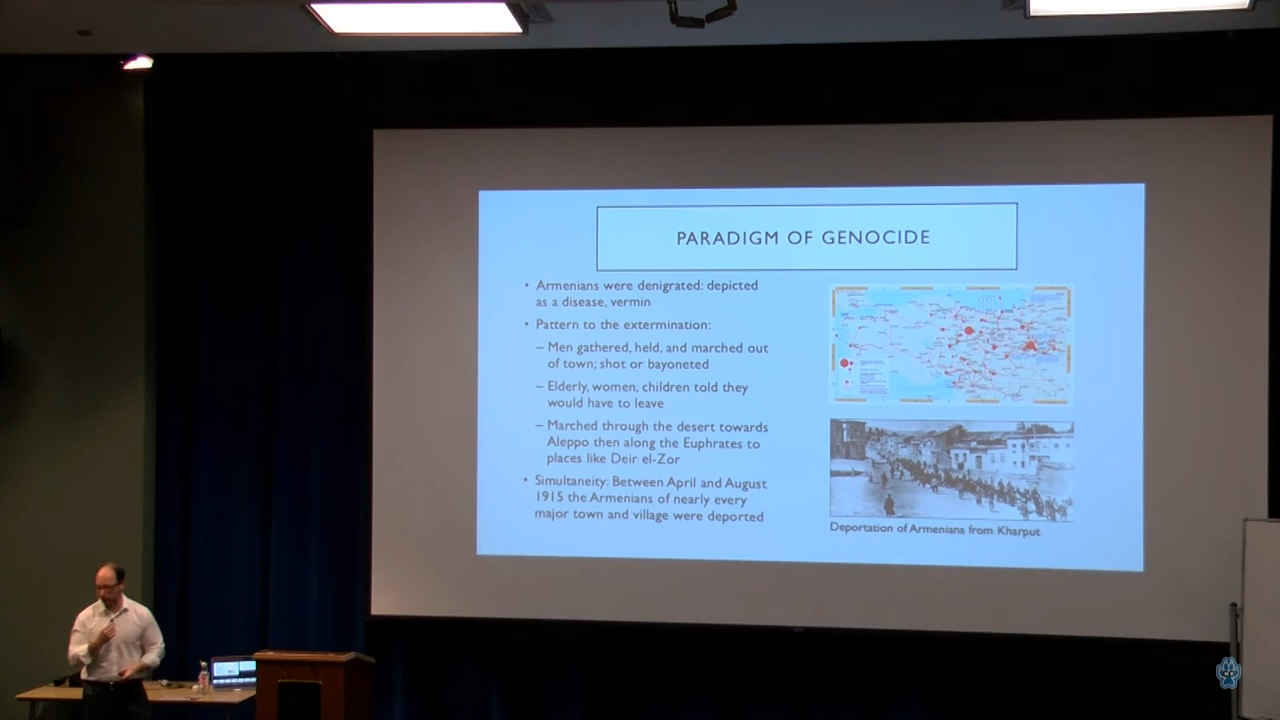 PARADIGM OF GENOCIDE
• Armenians were denigrated: depicted
as a disease, vermin
• Pattern to the extermination:
– Men gathered, held, and marched out
of town; shot or bayoneted
– Elderly, women, children told they
would have to leave
– Marched through the desert towards
Aleppo then along the Euphrates to
places like Deir el-Zor
• Simultaneity: Between April and August
1915 the Armenians of nearly every
major town and village were deported
Deportation of Armenians from Kharput